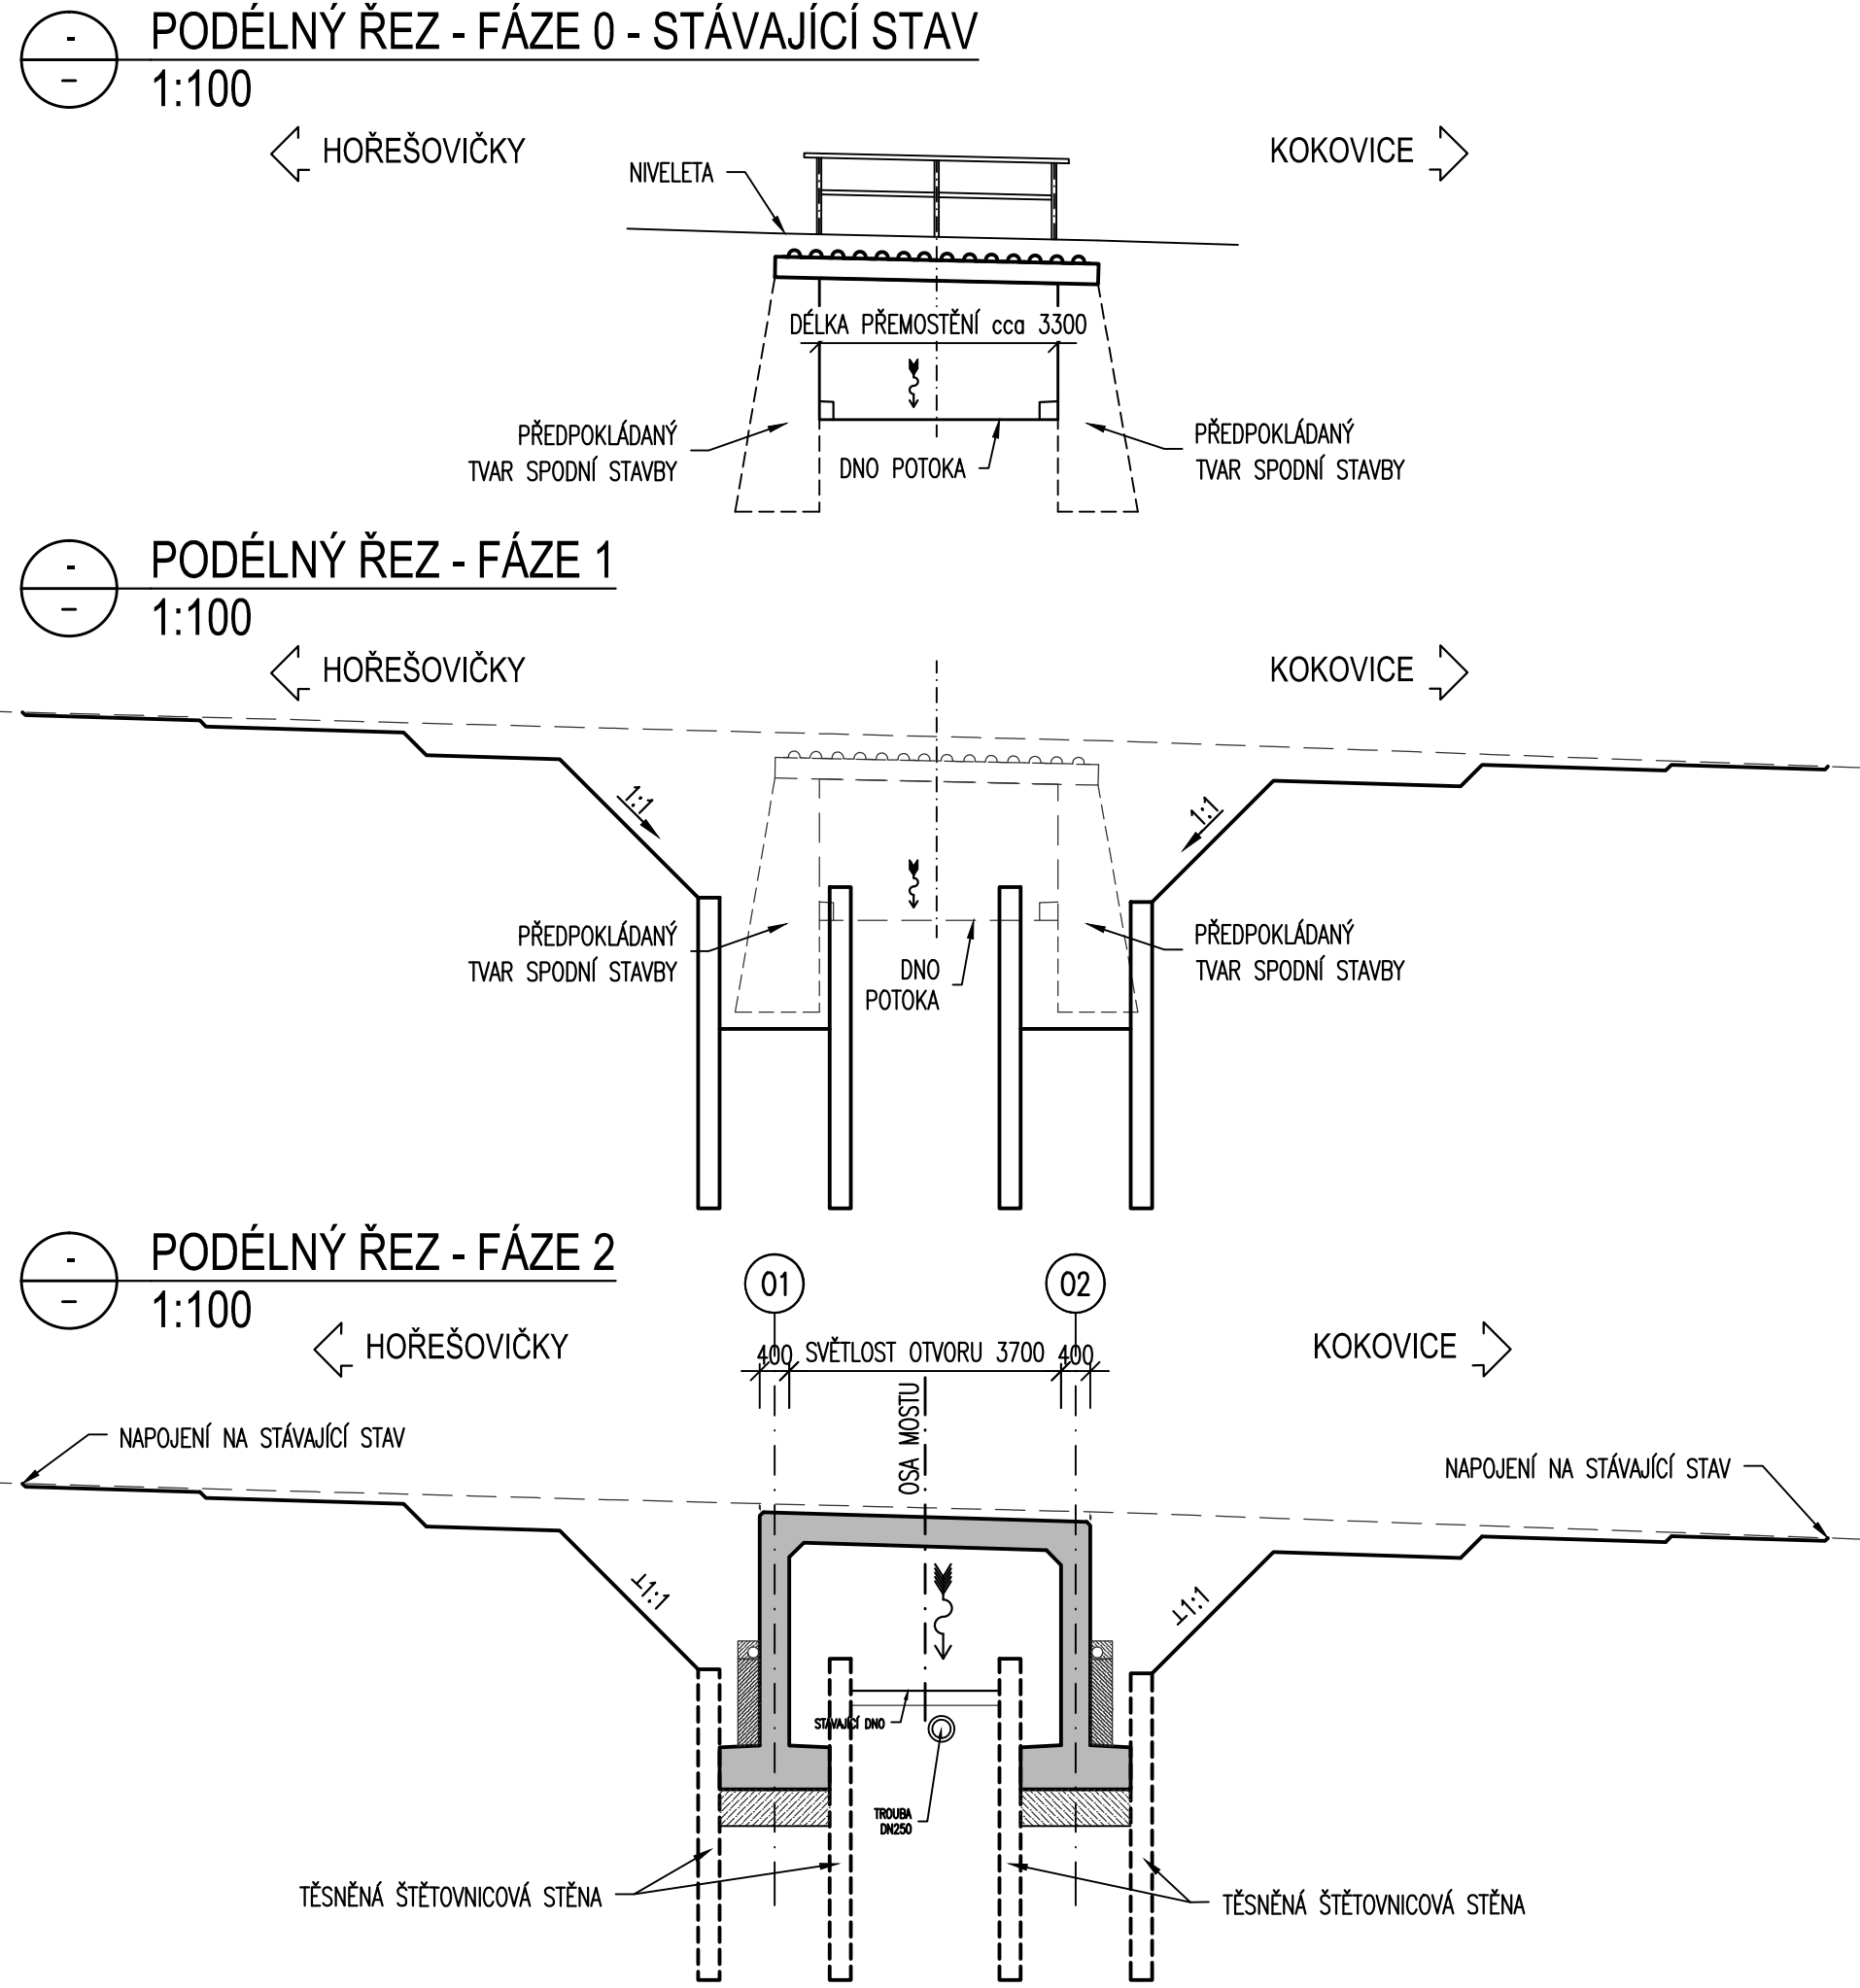 -
PODÉLNÝ ŘEZ - FÁZE 0 - STÁVAJÍCÍ STAV
–
1:100
HOŘEŠOVIČKY
KOKOVICE
NIVELETA
DÉLKA PŘEMOSTĚNÍ cca 3300
PŘEDPOKLÁDANÝ
TVAR SPODNÍ STAVBY
DNO POTOKA
PŘEDPOKLÁDANÝ
TVAR SPODNÍ STAVBY
-
PODÉLNÝ ŘEZ - FÁZE 1
–
1:100
HOŘEŠOVIČKY
KOKOVICE
1:1
1:1
PŘEDPOKLÁDANÝ
TVAR SPODNÍ STAVBY
DNO
POTOKA
PŘEDPOKLÁDANÝ
TVAR SPODNÍ STAVBY
-
PODÉLNÝ ŘEZ - FÁZE 2
–
1:100
O1
O2
HOŘEŠOVIČKY
KOKOVICE
400 SVĚTLOST OTVORU 3700 400
OSA MOSTU
NAPOJENÍ NA STÁVAJÍCÍ STAV
NAPOJENÍ NA STÁVAJÍCÍ STAV
⊥1:1
⊥1:1
STÁVAJÍCÍ DNO
TROUBA
DN250
TĚSNĚNÁ ŠTĚTOVNICOVÁ STĚNA
TĚSNĚNÁ ŠTĚTOVNICOVÁ STĚNA